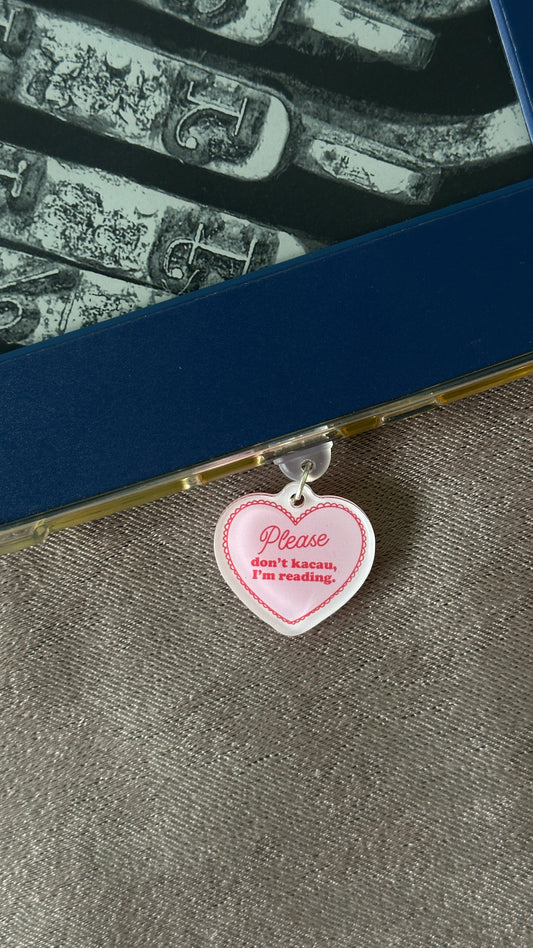 Please
don't kacau,
I'm reading.